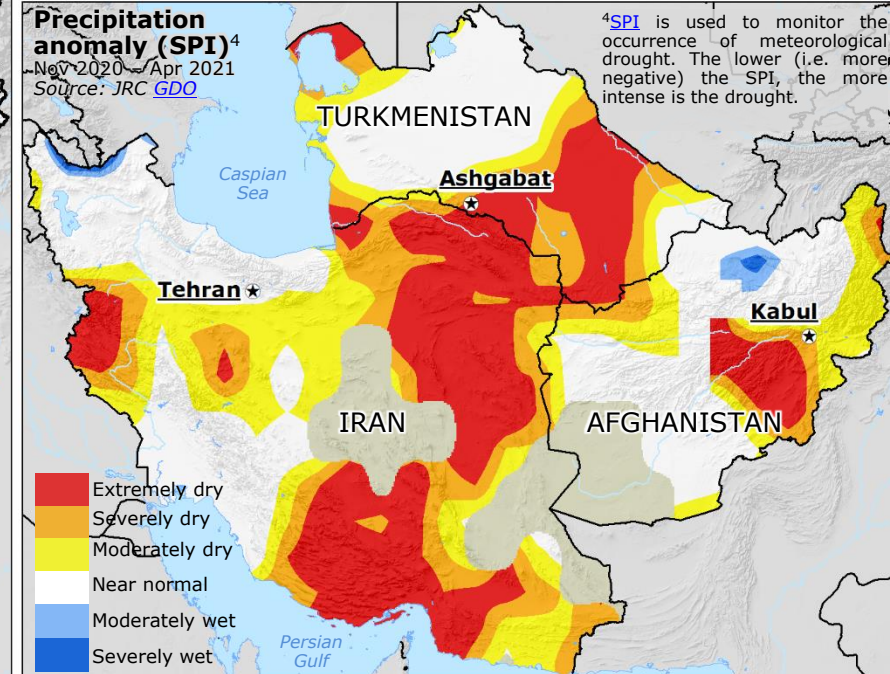 Precipitation
anomaly (SPI)4
Nov 2020 – Apr 2021
Source: JRC GDO
4SPI is used to monitor the
occurrence of meteorological
drought. The lower (i.e. more
negative) the SPI, the more
intense is the drought.
TURKMENISTAN
Caspian
Sea
Ashgabat
Tehran
Kabul
IRAN
AFGHANISTAN
Extremely dry
Severely dry
Moderately dry
Near normal
Moderately wet
Severely wet
Persian
Gulf